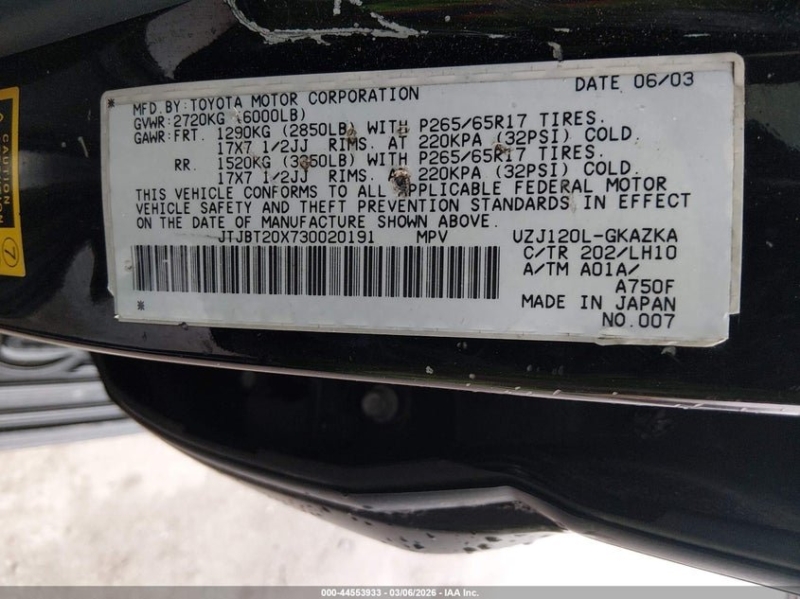 DATE 06/03
MFD.BY:TOYOTA MOTOR CORPORATION
GVWR:2720KG (6000LB)
GAWR:FRT. 1290KG (2850LB) WITH P265/65R17 TIRES.
17X7 1/2JJ RIMS. AT 220KPA (32PSI) COLD.
RR. 1520KG (3350LB) WITH P265/65R17 TIRES.
17X7 1/2JJ RIMS. AT 220KPA (32PSI) COLD.
THIS VEHICLE CONFORMS TO ALL APPLICABLE FEDERAL MOTOR
VEHICLE SAFETY AND THEFT PREVENTION STANDARDS IN EFFECT
ON THE DATE OF MANUFACTURE SHOWN ABOVE.
JTJBT20X730020191 MPV UZJ120L-GKAZKA
C/TR 202/LH10
A/TM A01A/
A750F
MADE IN JAPAN
NO.007
CAUTION
7
000-44553933 - 03/06/2026 - IAA Inc.